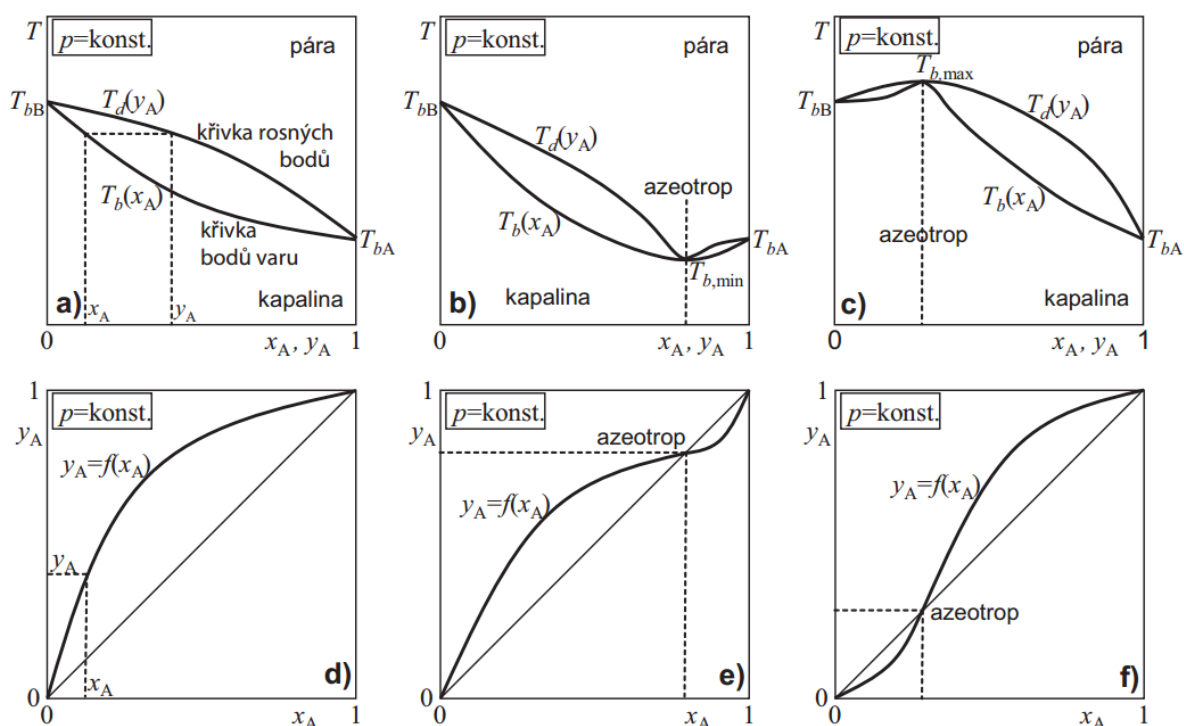 T
p=konst.
pára
T_bB
T_d(y_A)
křivka rosných
bodů
T_b(x_A)
křivka
bodů varu
T_bA
kapalina
a)
x_A
y_A
0
x_A, y_A
1
p=konst.
pára
T_bB
T_d(y_A)
azeotrop
T_b(x_A)
T_bA
T_b,min
kapalina
b)
0
x_A, y_A
1
T
p=konst.
pára
T_b,max
T_bB
T_d(y_A)
T_b(x_A)
azeotrop
T_bA
kapalina
c)
0
x_A, y_A
1
1
p=konst.
y_A
y_A=f(x_A)
y_A
d)
x_A
0
x_A
1
1
p=konst.
y_A
azeotrop
y_A=f(x_A)
e)
0
x_A
1
1
p=konst.
y_A
y_A=f(x_A)
azeotrop
f)
0
x_A
1